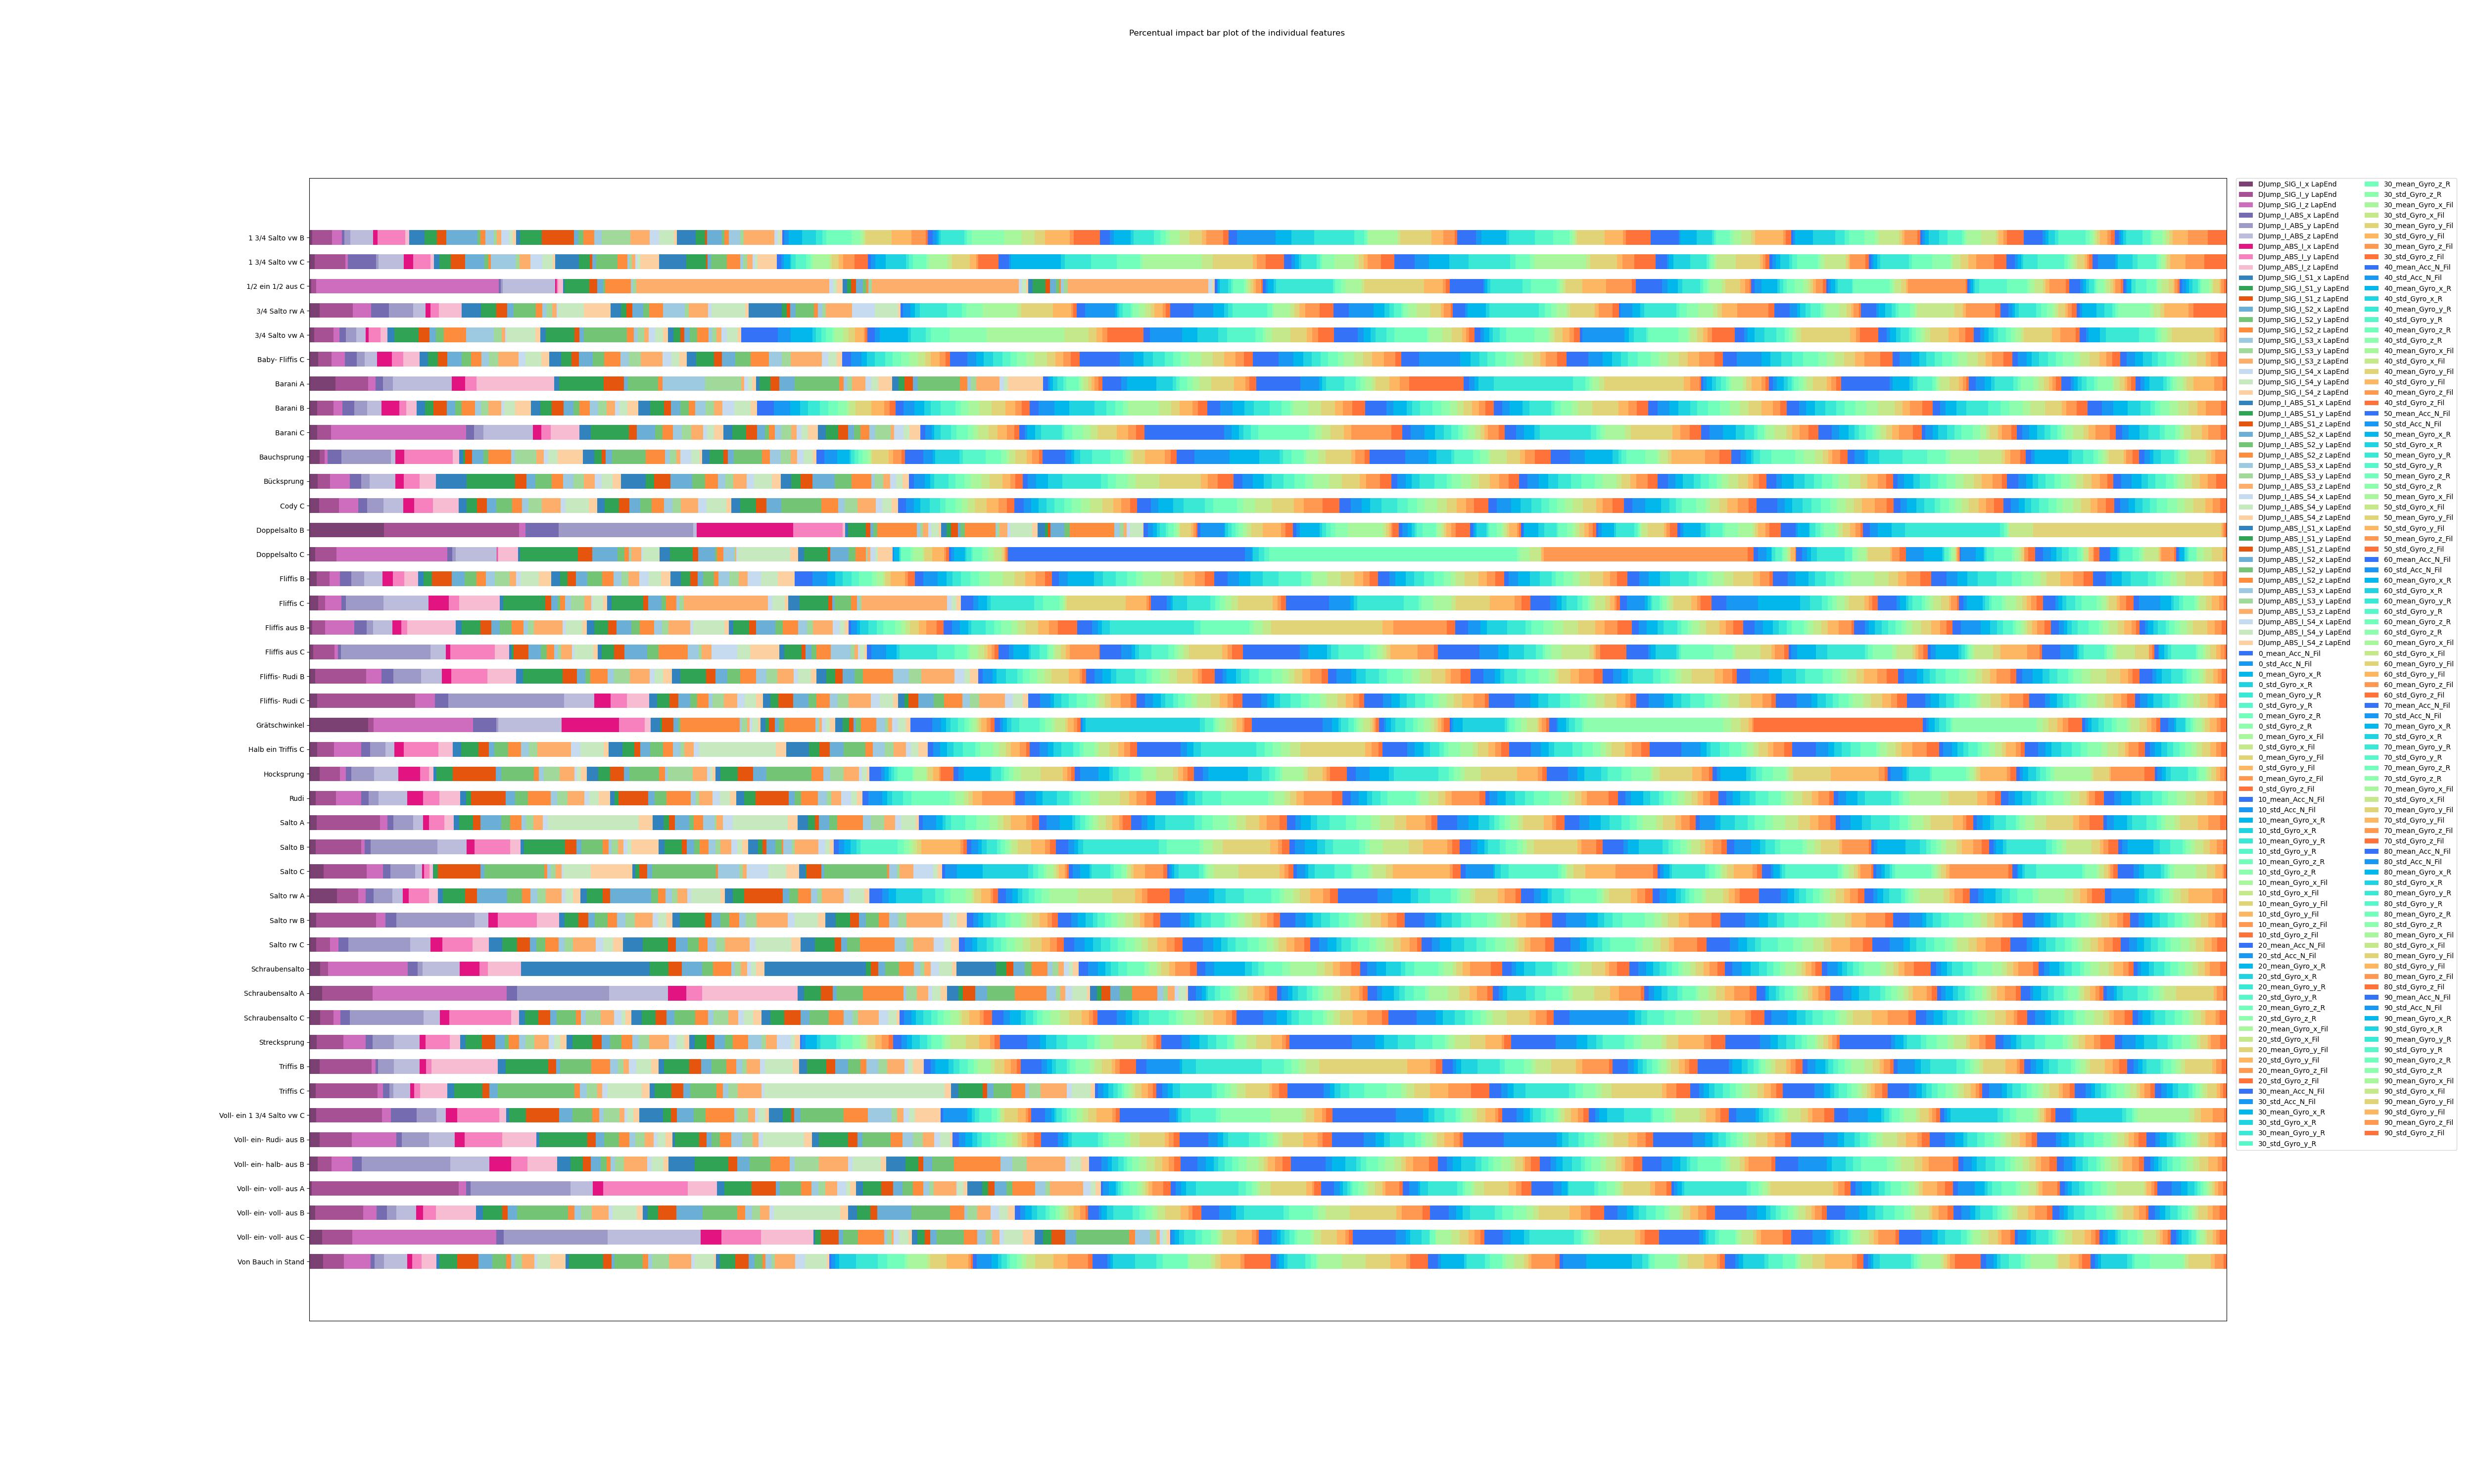 Percentual impact bar plot of the individual features
1 3/4 Salto vw B
1 3/4 Salto vw C
1/2 ein 1/2 aus C
3/4 Salto rw A
3/4 Salto vw A
Baby- Fliffis C
Barani A
Barani B
Barani C
Bauchsprung
Bücksprung
Cody C
Doppelsalto B
Doppelsalto C
Fliffis B
Fliffis C
Fliffis aus B
Fliffis aus C
Fliffis- Rudi B
Fliffis- Rudi C
Grätschwinkel
Halb ein Triffis C
Hocksprung
Rudi
Salto A
Salto B
Salto C
Salto rw A
Salto rw B
Salto rw C
Schraubensalto
Schraubensalto A
Schraubensalto C
Strecksprung
Triffis B
Triffis C
Voll- ein 1 3/4 Salto vw C
Voll- ein- Rudi- aus B
Voll- ein- halb- aus B
Voll- ein- voll- aus A
Voll- ein- voll- aus B
Voll- ein- voll- aus C
Von Bauch in Stand
DJump_SIG_I_x LapEnd
DJump_SIG_I_y LapEnd
DJump_SIG_I_z LapEnd
DJump_I_ABS_x LapEnd
DJump_I_ABS_y LapEnd
DJump_I_ABS_z LapEnd
DJump_ABS_I_x LapEnd
DJump_ABS_I_y LapEnd
DJump_ABS_I_z LapEnd
DJump_SIG_I_S1_x LapEnd
DJump_SIG_I_S1_y LapEnd
DJump_SIG_I_S1_z LapEnd
DJump_SIG_I_S2_x LapEnd
DJump_SIG_I_S2_y LapEnd
DJump_SIG_I_S2_z LapEnd
DJump_SIG_I_S3_x LapEnd
DJump_SIG_I_S3_y LapEnd
DJump_SIG_I_S3_z LapEnd
DJump_SIG_I_S4_x LapEnd
DJump_SIG_I_S4_y LapEnd
DJump_SIG_I_S4_z LapEnd
DJump_I_ABS_S1_x LapEnd
DJump_I_ABS_S1_y LapEnd
DJump_I_ABS_S1_z LapEnd
DJump_I_ABS_S2_x LapEnd
DJump_I_ABS_S2_y LapEnd
DJump_I_ABS_S2_z LapEnd
DJump_I_ABS_S3_x LapEnd
DJump_I_ABS_S3_y LapEnd
DJump_I_ABS_S3_z LapEnd
DJump_I_ABS_S4_x LapEnd
DJump_I_ABS_S4_y LapEnd
DJump_I_ABS_S4_z LapEnd
DJump_ABS_I_S1_x LapEnd
DJump_ABS_I_S1_y LapEnd
DJump_ABS_I_S1_z LapEnd
DJump_ABS_I_S2_x LapEnd
DJump_ABS_I_S2_y LapEnd
DJump_ABS_I_S2_z LapEnd
DJump_ABS_I_S3_x LapEnd
DJump_ABS_I_S3_y LapEnd
DJump_ABS_I_S3_z LapEnd
DJump_ABS_I_S4_x LapEnd
DJump_ABS_I_S4_y LapEnd
DJump_ABS_I_S4_z LapEnd
0_mean_Acc_N_Fil
0_std_Acc_N_Fil
0_mean_Gyro_x_R
0_std_Gyro_x_R
0_mean_Gyro_y_R
0_std_Gyro_y_R
0_mean_Gyro_z_R
0_std_Gyro_z_R
0_mean_Gyro_x_Fil
0_std_Gyro_x_Fil
0_mean_Gyro_y_Fil
0_std_Gyro_y_Fil
0_mean_Gyro_z_Fil
0_std_Gyro_z_Fil
10_mean_Acc_N_Fil
10_std_Acc_N_Fil
10_mean_Gyro_x_R
10_std_Gyro_x_R
10_mean_Gyro_y_R
10_std_Gyro_y_R
10_mean_Gyro_z_R
10_std_Gyro_z_R
10_mean_Gyro_x_Fil
10_std_Gyro_x_Fil
10_mean_Gyro_y_Fil
10_std_Gyro_y_Fil
10_mean_Gyro_z_Fil
10_std_Gyro_z_Fil
20_mean_Acc_N_Fil
20_std_Acc_N_Fil
20_mean_Gyro_x_R
20_std_Gyro_x_R
20_mean_Gyro_y_R
20_std_Gyro_y_R
20_mean_Gyro_z_R
20_std_Gyro_z_R
20_mean_Gyro_x_Fil
20_std_Gyro_x_Fil
20_mean_Gyro_y_Fil
20_std_Gyro_y_Fil
20_mean_Gyro_z_Fil
20_std_Gyro_z_Fil
30_mean_Acc_N_Fil
30_std_Acc_N_Fil
30_mean_Gyro_x_R
30_std_Gyro_x_R
30_mean_Gyro_y_R
30_std_Gyro_y_R
30_mean_Gyro_z_R
30_std_Gyro_z_R
30_mean_Gyro_x_Fil
30_std_Gyro_x_Fil
30_mean_Gyro_y_Fil
30_std_Gyro_y_Fil
30_mean_Gyro_z_Fil
30_std_Gyro_z_Fil
40_mean_Acc_N_Fil
40_std_Acc_N_Fil
40_mean_Gyro_x_R
40_std_Gyro_x_R
40_mean_Gyro_y_R
40_std_Gyro_y_R
40_mean_Gyro_z_R
40_std_Gyro_z_R
40_mean_Gyro_x_Fil
40_std_Gyro_x_Fil
40_mean_Gyro_y_Fil
40_std_Gyro_y_Fil
40_mean_Gyro_z_Fil
40_std_Gyro_z_Fil
50_mean_Acc_N_Fil
50_std_Acc_N_Fil
50_mean_Gyro_x_R
50_std_Gyro_x_R
50_mean_Gyro_y_R
50_std_Gyro_y_R
50_mean_Gyro_z_R
50_std_Gyro_z_R
50_mean_Gyro_x_Fil
50_std_Gyro_x_Fil
50_mean_Gyro_y_Fil
50_std_Gyro_y_Fil
50_mean_Gyro_z_Fil
50_std_Gyro_z_Fil
60_mean_Acc_N_Fil
60_std_Acc_N_Fil
60_mean_Gyro_x_R
60_std_Gyro_x_R
60_mean_Gyro_y_R
60_std_Gyro_y_R
60_mean_Gyro_z_R
60_std_Gyro_z_R
60_mean_Gyro_x_Fil
60_std_Gyro_x_Fil
60_mean_Gyro_y_Fil
60_std_Gyro_y_Fil
60_mean_Gyro_z_Fil
60_std_Gyro_z_Fil
70_mean_Acc_N_Fil
70_std_Acc_N_Fil
70_mean_Gyro_x_R
70_std_Gyro_x_R
70_mean_Gyro_y_R
70_std_Gyro_y_R
70_mean_Gyro_z_R
70_std_Gyro_z_R
70_mean_Gyro_x_Fil
70_std_Gyro_x_Fil
70_mean_Gyro_y_Fil
70_std_Gyro_y_Fil
70_mean_Gyro_z_Fil
70_std_Gyro_z_Fil
80_mean_Acc_N_Fil
80_std_Acc_N_Fil
80_mean_Gyro_x_R
80_std_Gyro_x_R
80_mean_Gyro_y_R
80_std_Gyro_y_R
80_mean_Gyro_z_R
80_std_Gyro_z_R
80_mean_Gyro_x_Fil
80_std_Gyro_x_Fil
80_mean_Gyro_y_Fil
80_std_Gyro_y_Fil
80_mean_Gyro_z_Fil
80_std_Gyro_z_Fil
90_mean_Acc_N_Fil
90_std_Acc_N_Fil
90_mean_Gyro_x_R
90_std_Gyro_x_R
90_mean_Gyro_y_R
90_std_Gyro_y_R
90_mean_Gyro_z_R
90_std_Gyro_z_R
90_mean_Gyro_x_Fil
90_std_Gyro_x_Fil
90_mean_Gyro_y_Fil
90_std_Gyro_y_Fil
90_mean_Gyro_z_Fil
90_std_Gyro_z_Fil